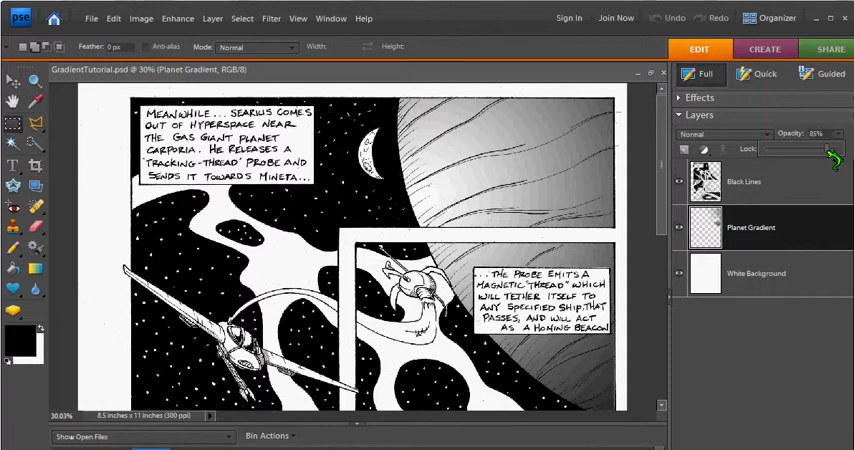 pse File Edit Image Enhance Layer Select Filter View Window Help Sign In Join Now Undo Redo Organizer
Feather: 0 px Anti-alias Mode: Normal Width: Height: EDIT CREATE SHARE
GradientTutorial.psd @ 30% (Planet Gradient, RGB/8)
Full Quick Guided
Effects
Layers
Normal Opacity: 85%
Lock:
Black Lines
Planet Gradient
White Background
MEANWHILE... SEARIUS COMES
OUT OF HYPERSPACE NEAR
THE GAS GIANT PLANET
CARPORIA. HE RELEASES A
"TRACKING-THREAD" PROBE AND
SENDS IT TOWARDS MINETA...
...THE PROBE EMITS A
MAGNETIC "THREAD" WHICH
WILL TETHER ITSELF TO
ANY SPECIFIED SHIP THAT
PASSES, AND WILL ACT
AS A HOMING BEACON
30.03% 8.5 inches x 11 inches (300 ppi)
Show Open Files Bin Actions